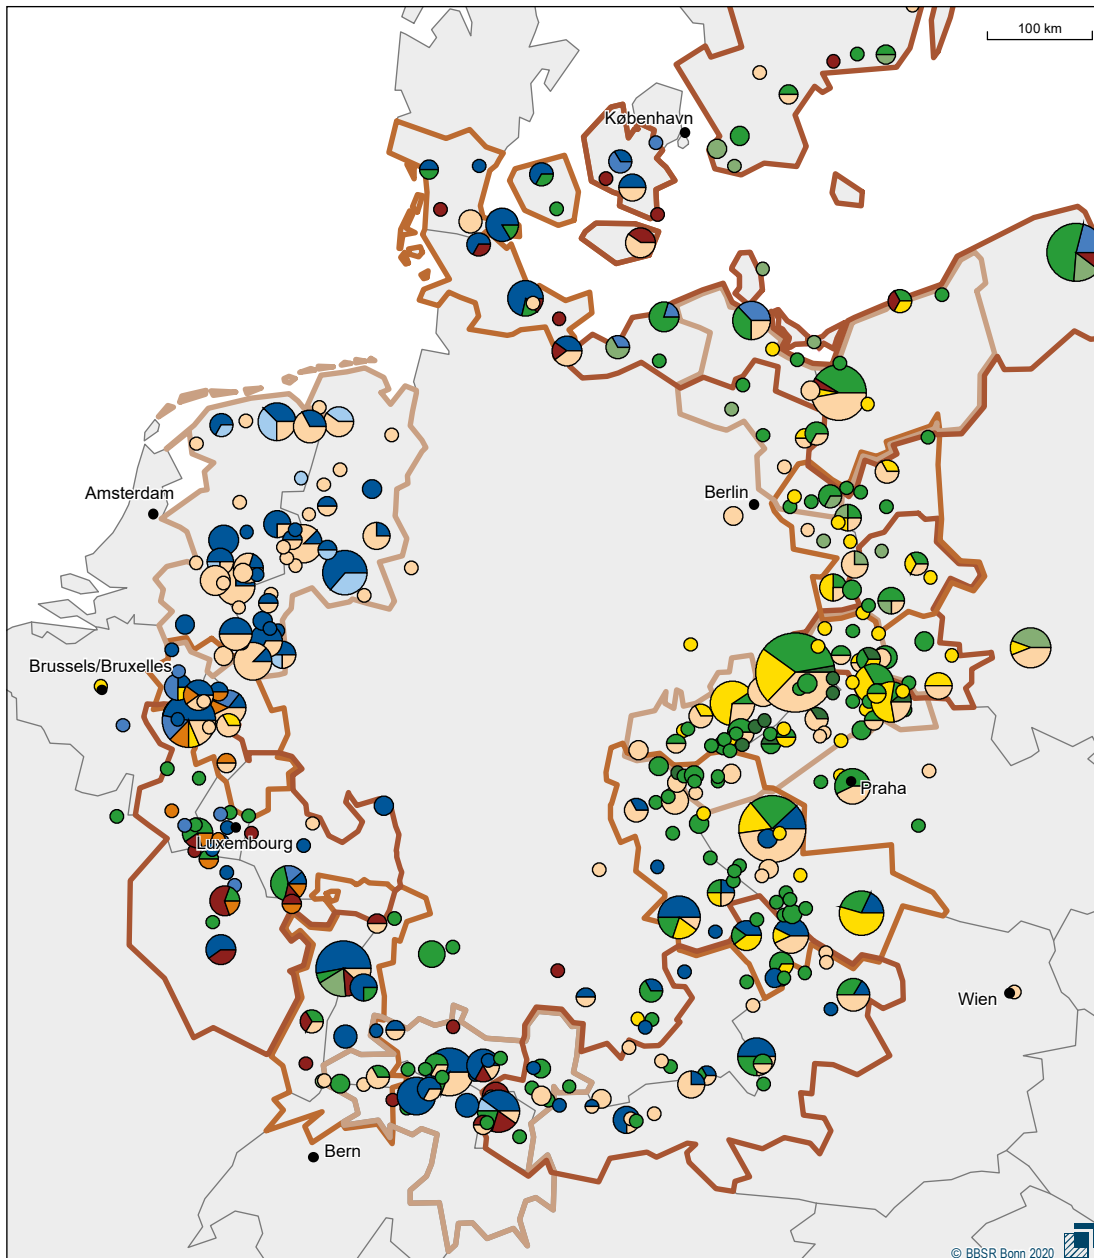 100 km
København
Amsterdam
Berlin
Brussels/Bruxelles
Praha
Luxembourg
Wien
Bern
© BBSR Bonn 2020